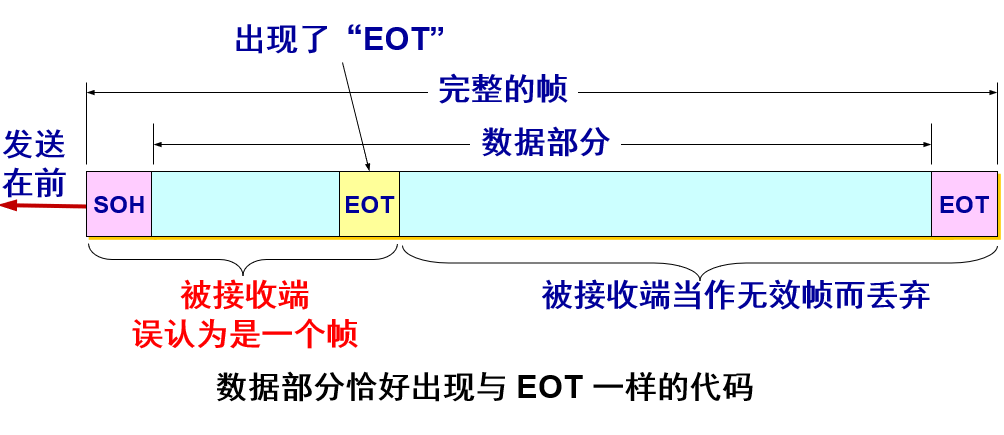 出现了“EOT”
完整的帧
数据部分
发送
在前
SOH
EOT
EOT
被接收端
误认为是一个帧
被接收端当作无效帧而丢弃
数据部分恰好出现与 EOT 一样的代码